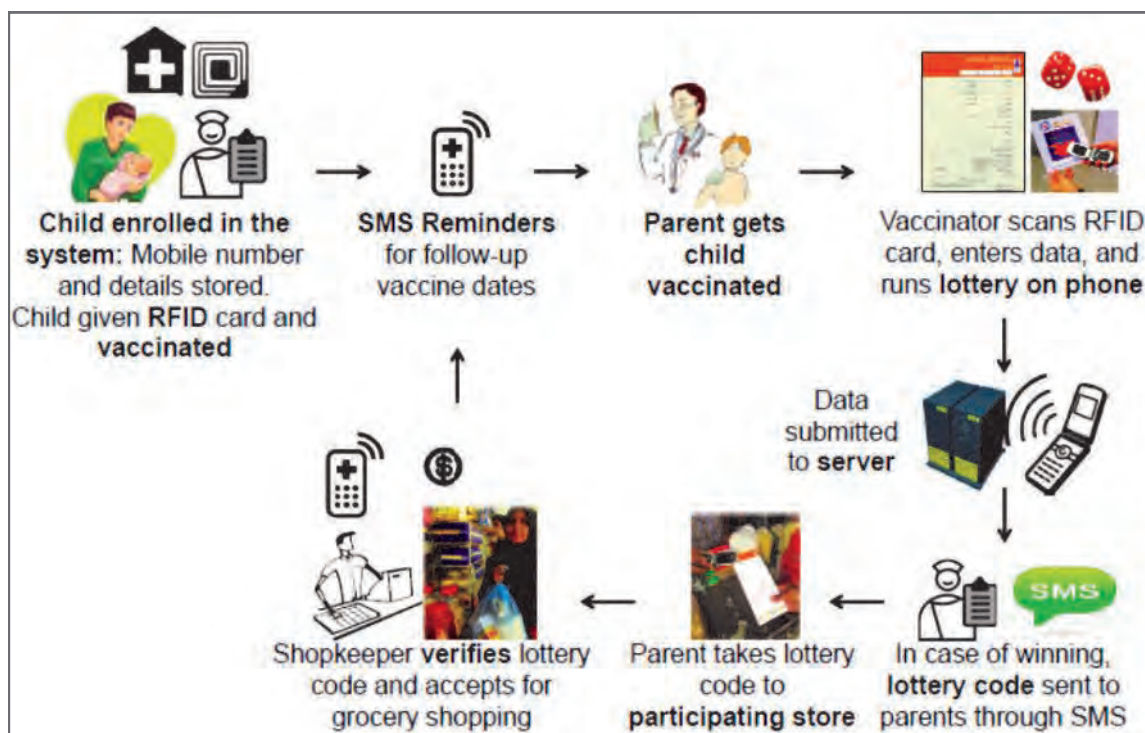 Child enrolled in the
system: Mobile number
and details stored.
Child given RFID card and
vaccinated
SMS Reminders
for follow-up
vaccine dates
Parent gets
child
vaccinated
Vaccinator scans RFID
card, enters data, and
runs lottery on phone
Data
submitted
to server
SMS
In case of winning,
lottery code sent to
parents through SMS
Parent takes lottery
code to
participating store
Shopkeeper verifies lottery
code and accepts for
grocery shopping